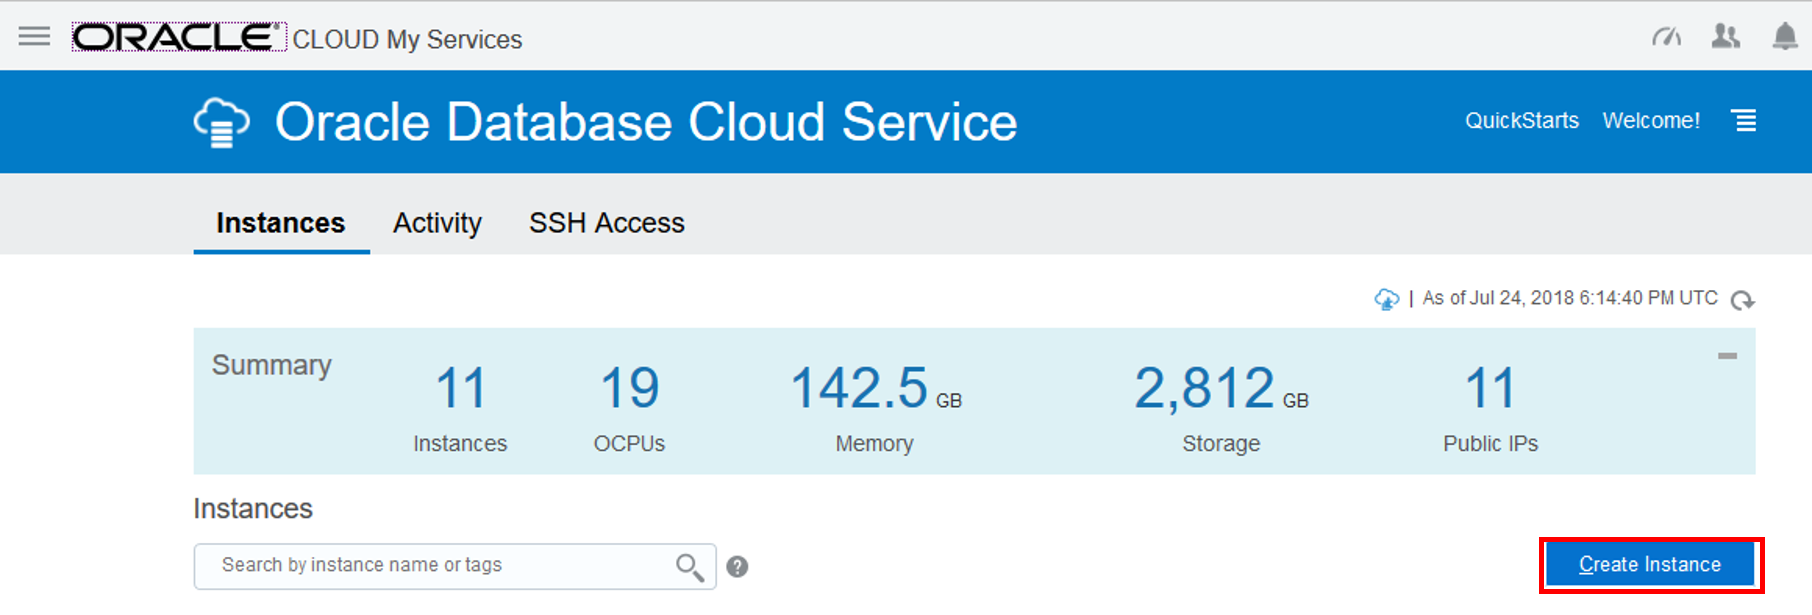 ORACLE® CLOUD My Services
Oracle Database Cloud Service
QuickStarts Welcome!
Instances Activity SSH Access
| As of Jul 24, 2018 6:14:40 PM UTC
Summary
11 19 142.5 GB 2,812 GB 11
Instances OCPUs Memory Storage Public IPs
Instances
Search by instance name or tags ? Create Instance